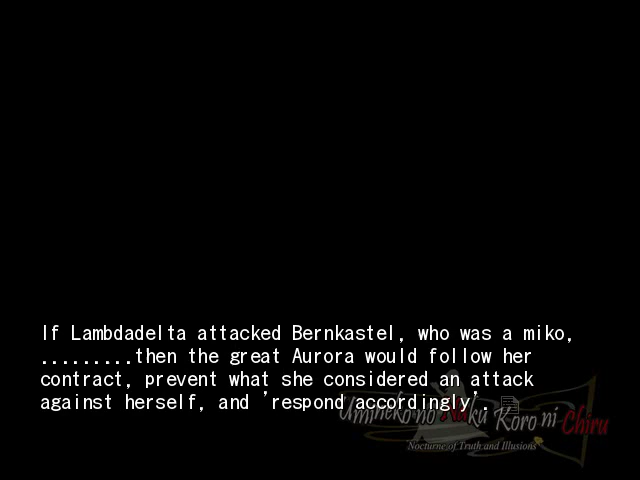 If Lambdadelta attacked Bernkastel, who was a miko,
.........then the great Aurora would follow her
contract, prevent what she considered an attack
against herself, and 'respond accordingly'.
Umineko no Naku Koro ni Chiru
Nocturne of Truth and Illusions